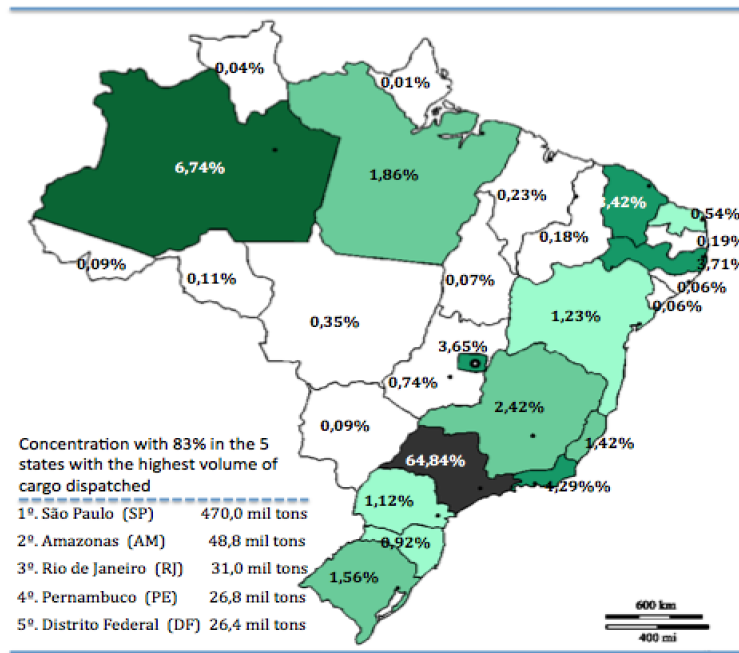 0,04%
0,01%
6,74%
1,86%
0,23%
3,42%
0,54%
0,18%
0,19%
3,71%
0,09%
0,11%
0,07%
0,06%
0,06%
0,35%
1,23%
3,65%
0,74%
0,09%
2,42%
1,42%
64,84%
4,29%%
1,12%
0,92%
1,56%
Concentration with 83% in the 5
states with the highest volume of
cargo dispatched
1º. São Paulo (SP) 470,0 mil tons
2º. Amazonas (AM) 48,8 mil tons
3º. Rio de Janeiro (RJ) 31,0 mil tons
4º. Pernambuco (PE) 26,8 mil tons
5º. Distrito Federal (DF) 26,4 mil tons
600 km
400 mi